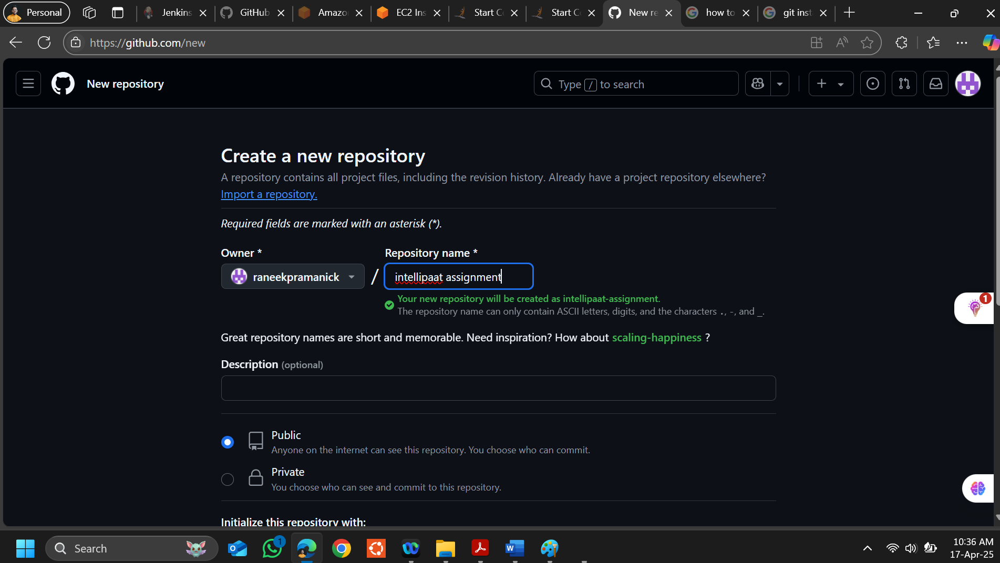 Personal
Jenkins
GitHub
Amazo
EC2 Ins
Start C
Start C
New re
how to
git inst
https://github.com/new
New repository
Type / to search
Create a new repository
A repository contains all project files, including the revision history. Already have a project repository elsewhere?
Import a repository.
Required fields are marked with an asterisk (*).
Owner *
Repository name *
raneekpramanick
/
intellipaat assignment
Your new repository will be created as intellipaat-assignment.
The repository name can only contain ASCII letters, digits, and the characters ., -, and _.
1
Great repository names are short and memorable. Need inspiration? How about scaling-happiness ?
Description (optional)
Public
Anyone on the internet can see this repository. You choose who can commit.
Private
You choose who can see and commit to this repository.
Initialize this repository with:
Search
1
10:36 AM
17-Apr-25